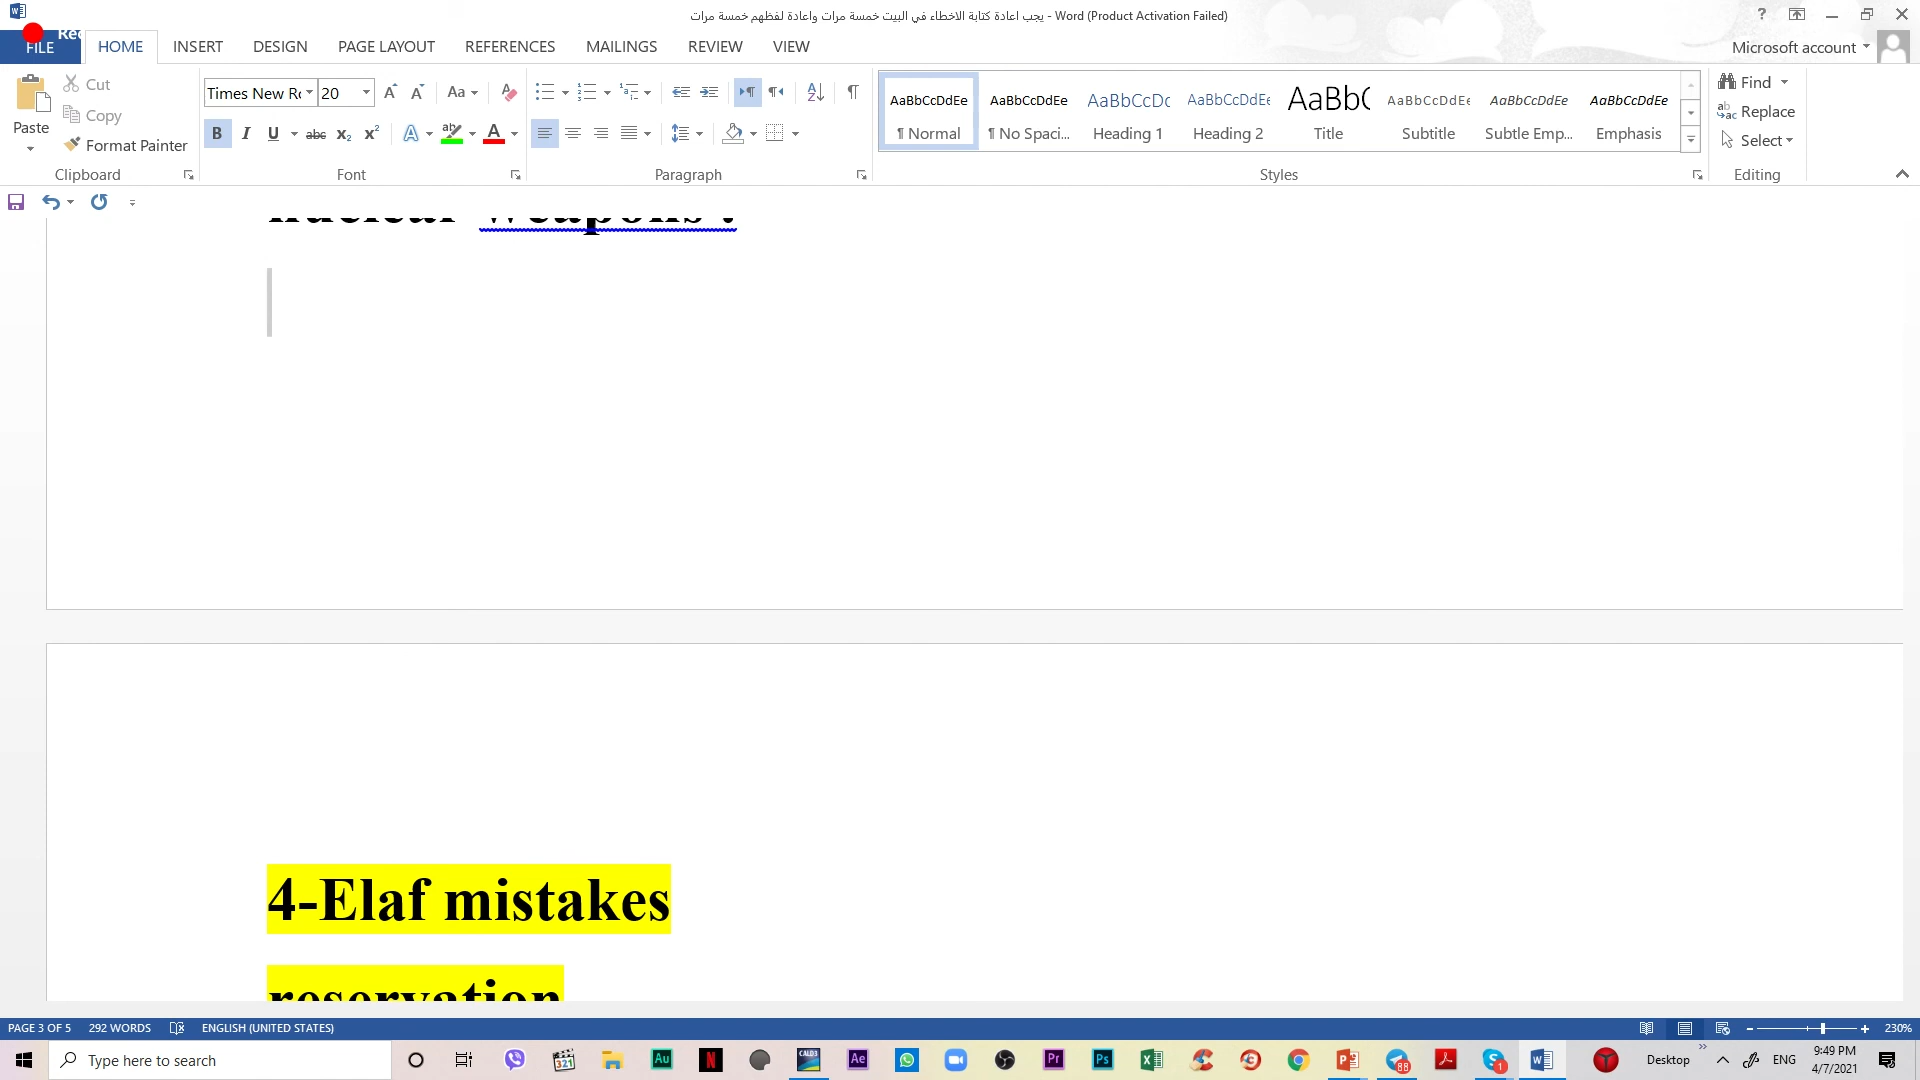 يجب اعادة كتابة الاخطاء في البيت خمسة مرات واعادة لفظهم خمسة مرات - Word (Product Activation Failed)
FILE
HOME
INSERT
DESIGN
PAGE LAYOUT
REFERENCES
MAILINGS
REVIEW
VIEW
Microsoft account
Paste
Cut
Copy
Format Painter
Clipboard
Times New Ro
20
Font
Paragraph
AaBbCcDdEe
¶ Normal
AaBbCcDdEe
¶ No Spaci...
AaBbCcDc
Heading 1
AaBbCcDdEe
Heading 2
AaBbC
Title
AaBbCcDdEe
Subtitle
AaBbCcDdEe
Subtle Emp...
AaBbCcDdEe
Emphasis
Styles
Find
Replace
Select
Editing
nuclear weapons .
4-Elaf mistakes
reservation
PAGE 3 OF 5
292 WORDS
ENGLISH (UNITED STATES)
230%
Type here to search
Desktop
ENG
9:49 PM
4/7/2021